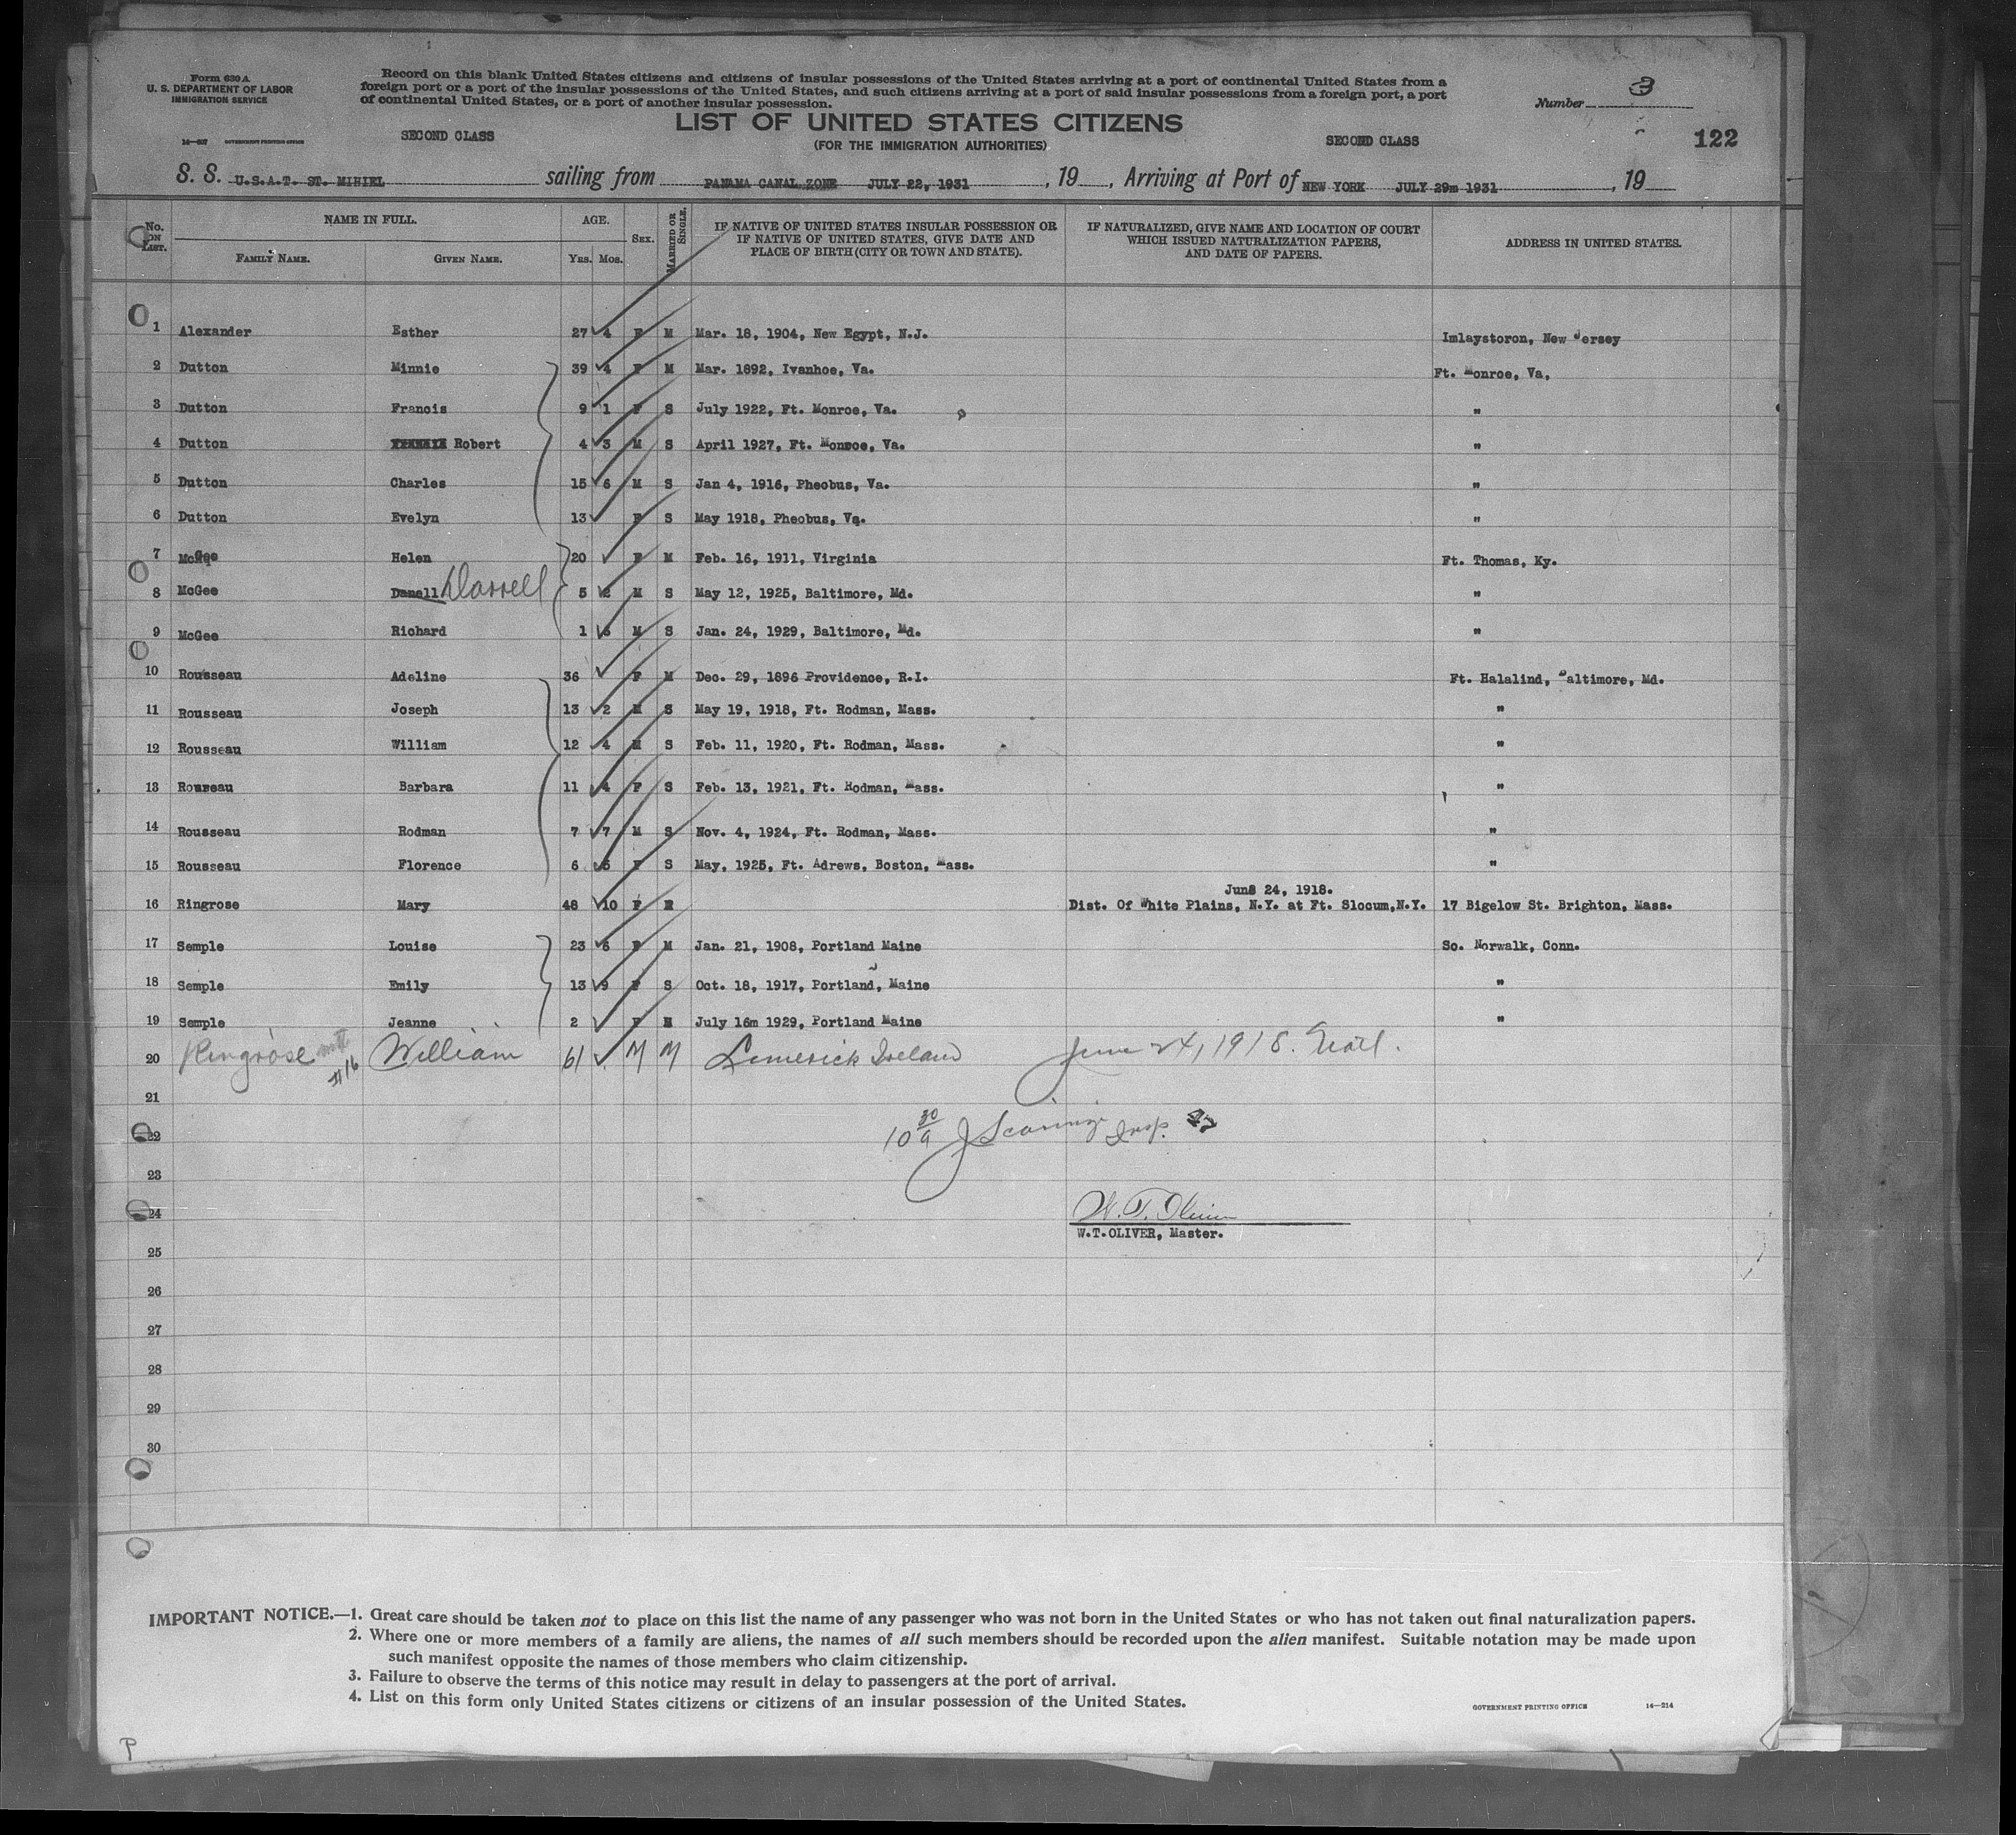 Form 630 A
U. S. DEPARTMENT OF LABOR
IMMIGRATION SERVICE
14—627 GOVERNMENT PRINTING OFFICE
Record on this blank United States citizens and citizens of insular possessions of the United States arriving at a port of continental United States from a
foreign port or a port of the insular possessions of the United States, and such citizens arriving at a port of said insular possessions from a foreign port, a port
of continental United States, or a port of another insular possession.
Number 3
LIST OF UNITED STATES CITIZENS
SECOND CLASS (FOR THE IMMIGRATION AUTHORITIES) SECOND CLASS 122
S. S. U.S.A.T. ST. MIHIEL sailing from PANAMA CANAL ZONE JULY 22, 1931 , 19 , Arriving at Port of NEW YORK JULY 29m 1931 , 19
No. ON LIST. NAME IN FULL. FAMILY NAME. GIVEN NAME. AGE. YRS. MOS. SEX. MARRIED OR SINGLE. IF NATIVE OF UNITED STATES INSULAR POSSESSION OR IF NATIVE OF UNITED STATES, GIVE DATE AND PLACE OF BIRTH (CITY OR TOWN AND STATE). IF NATURALIZED, GIVE NAME AND LOCATION OF COURT WHICH ISSUED NATURALIZATION PAPERS, AND DATE OF PAPERS. ADDRESS IN UNITED STATES.
1 Alexander Esther 27 4 F M Mar. 18, 1904, New Egypt, N.J. Imlaystoron, New Jersey
2 Dutton Minnie 39 4 F M Mar. 1892, Ivanhoe, Va. Ft. Monroe, Va,
3 Dutton Francis 9 1 F S July 1922, Ft. Monroe, Va. "
4 Dutton Robert 4 3 M S April 1927, Ft. Monroe, Va. "
5 Dutton Charles 15 6 M S Jan 4, 1916, Pheobus, Va. "
6 Dutton Evelyn 13 F S May 1918, Pheobus, Va. "
7 McGee Helen 20 F M Feb. 16, 1911, Virginia Ft. Thomas, Ky.
8 McGee Danell Darrell 5 2 M S May 12, 1925, Baltimore, Md. "
9 McGee Richard 1 6 M S Jan. 24, 1929, Baltimore, Md. "
10 Rousseau Adeline 36 F M Dec. 29, 1896 Providence, R.I. Ft. Halalind, Baltimore, Md.
11 Rousseau Joseph 13 2 M S May 19, 1918, Ft. Rodman, Mass. "
12 Rousseau William 12 4 M S Feb. 11, 1920, Ft. Rodman, Mass. "
13 Rouseau Barbara 11 4 F S Feb. 13, 1921, Ft. Rodman, Mass. "
14 Rousseau Rodman 7 7 M S Nov. 4, 1924, Ft. Rodman, Mass. "
15 Rousseau Florence 6 5 F S May, 1925, Ft. Adrews, Boston, Mass. "
June 24, 1918.
16 Ringrose Mary 48 10 F M Dist. Of White Plains, N.Y. at Ft. Slocum,N.Y. 17 Bigelow St. Brighton, Mass.
17 Semple Louise 23 6 F M Jan. 21, 1908, Portland Maine So. Norwalk, Conn.
18 Semple Emily 13 9 F S Oct. 18, 1917, Portland, Maine "
19 Semple Jeanne 2 F July 16m 1929, Portland Maine "
20 Ringrose with #16 William 61 M M Limerick Ireland June 24, 1918.
21
22 10 30/a J Insp.
23
24 W. T. Oliver
W.T.OLIVER, Master.
25
26
27
28
29
30
IMPORTANT NOTICE.—1. Great care should be taken not to place on this list the name of any passenger who was not born in the United States or who has not taken out final naturalization papers.
2. Where one or more members of a family are aliens, the names of all such members should be recorded upon the alien manifest. Suitable notation may be made upon
such manifest opposite the names of those members who claim citizenship.
3. Failure to observe the terms of this notice may result in delay to passengers at the port of arrival.
4. List on this form only United States citizens or citizens of an insular possession of the United States.
GOVERNMENT PRINTING OFFICE 14—214
P